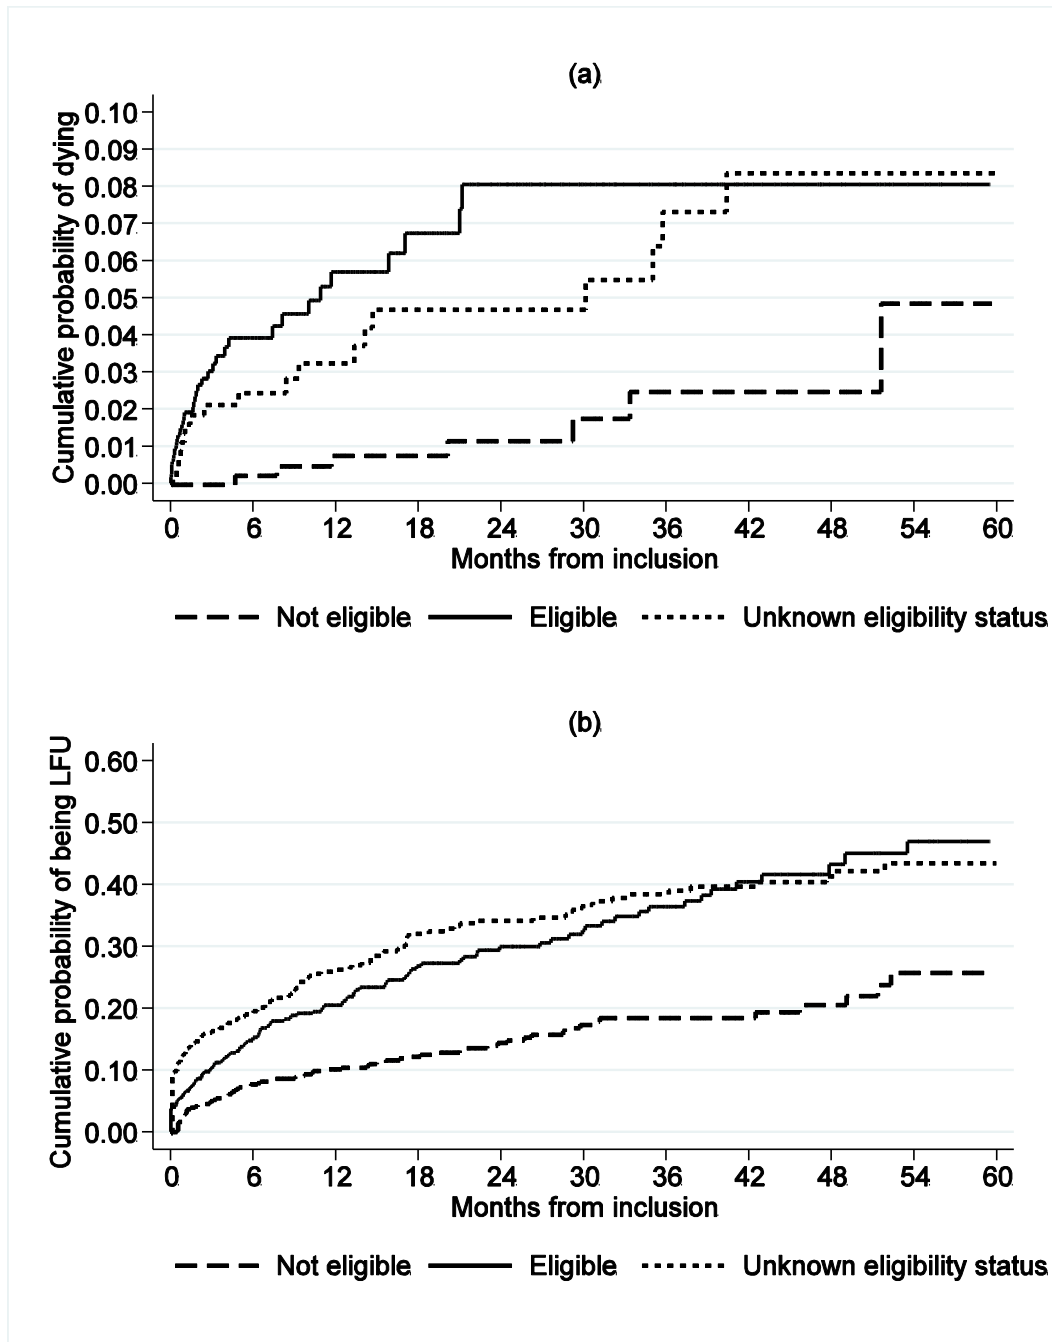 (a)
Cumulative probability of dying
0.10
0.09
0.08
0.07
0.06
0.05
0.04
0.03
0.02
0.01
0.00
0 6 12 18 24 30 36 42 48 54 60
Months from inclusion
Not eligible Eligible Unknown eligibility status
(b)
Cumulative probability of being LFU
0.60
0.50
0.40
0.30
0.20
0.10
0.00
0 6 12 18 24 30 36 42 48 54 60
Months from inclusion
Not eligible Eligible Unknown eligibility status